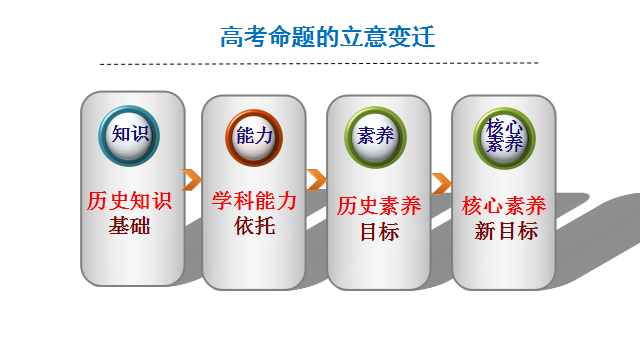 高考命题的立意变迁
知识
历史知识
基础
能力
学科能力
依托
素养
历史素养
目标
核心
素养
核心素养
新目标